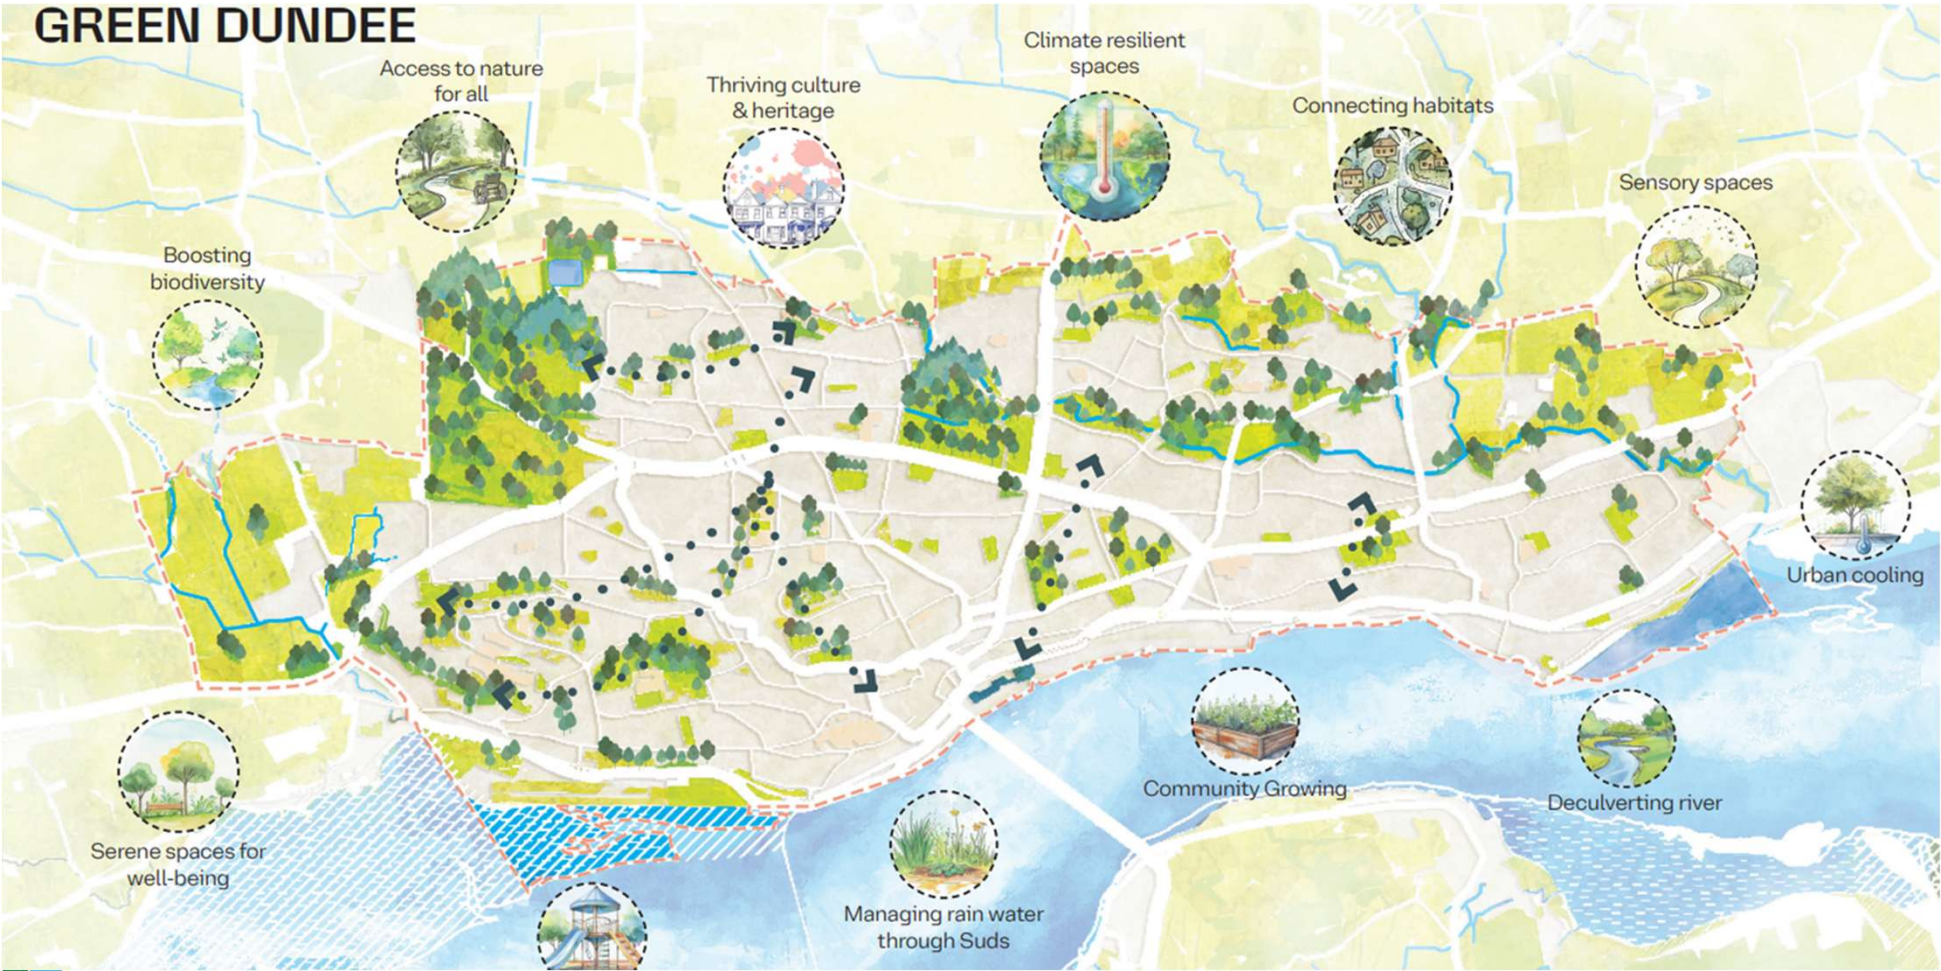 GREEN DUNDEE
Access to nature
for all
Thriving culture
& heritage
Climate resilient
spaces
Connecting habitats
Sensory spaces
Boosting
biodiversity
Urban cooling
Serene spaces for
well-being
Managing rain water
through Suds
Community Growing
Deculverting river